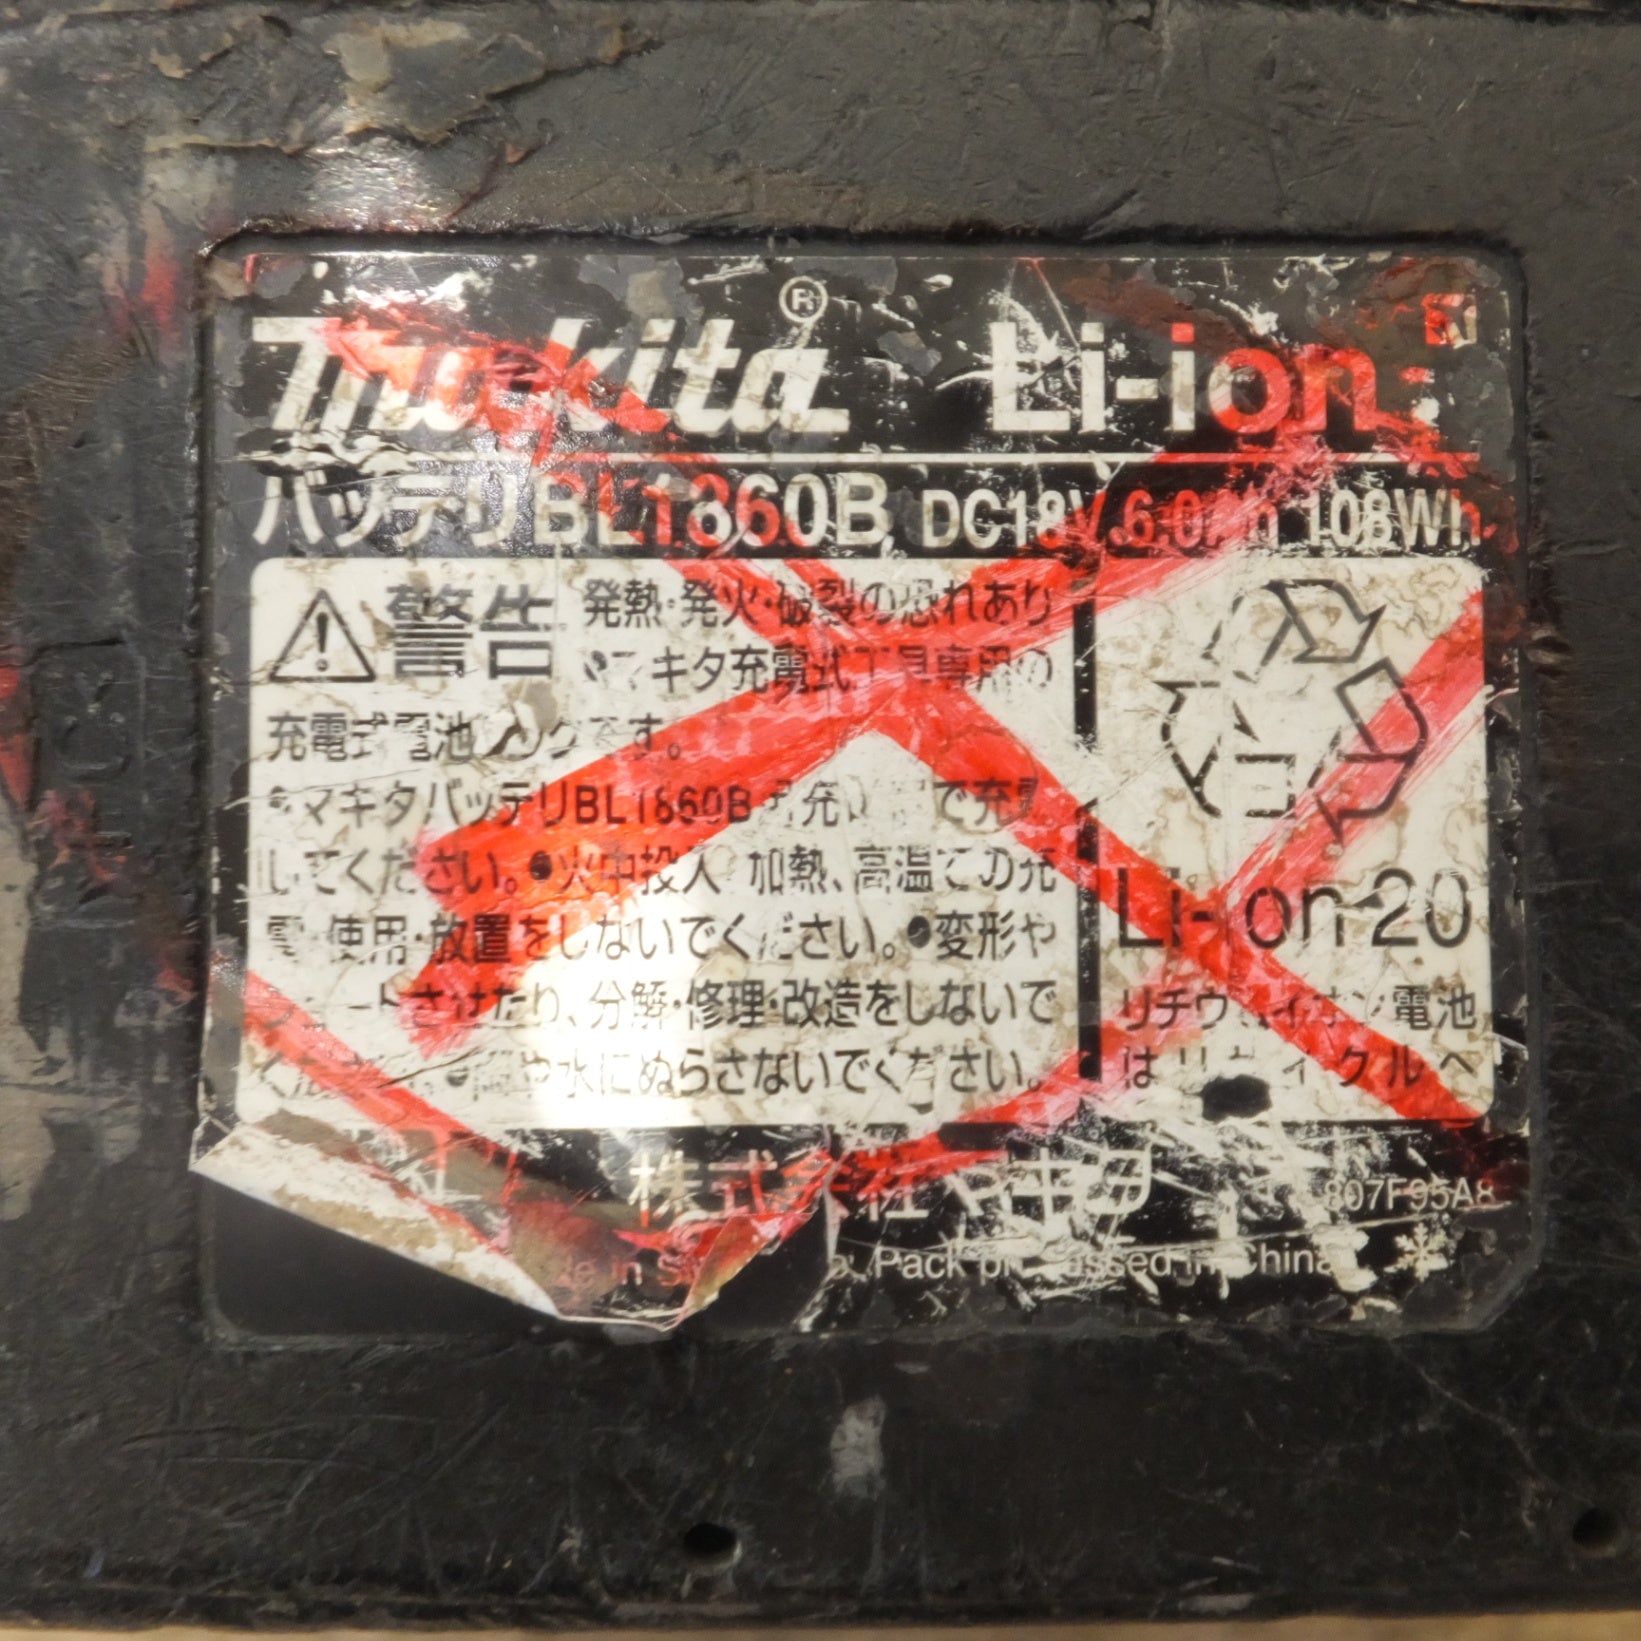 makita® Li-ion
バッテリBL1860B DC18V 6.0Ah 108Wh
警告 発熱・発火・破裂の恐れあり
●マキタ充電式工具専用の
充電式電池パックです。
●マキタバッテリBL1860B 充 で充電
してください。●火中投入 加熱、高温での充
電・使用・放置をしないでください。●変形や
ショートさせたり、分解・修理・改造をしないで
ください。● や水にぬらさないでください。
Li-ion 20
リチウムイオン電池
はリサイクルへ
株式会社マキタ
807F95A8
in Pack processed in China